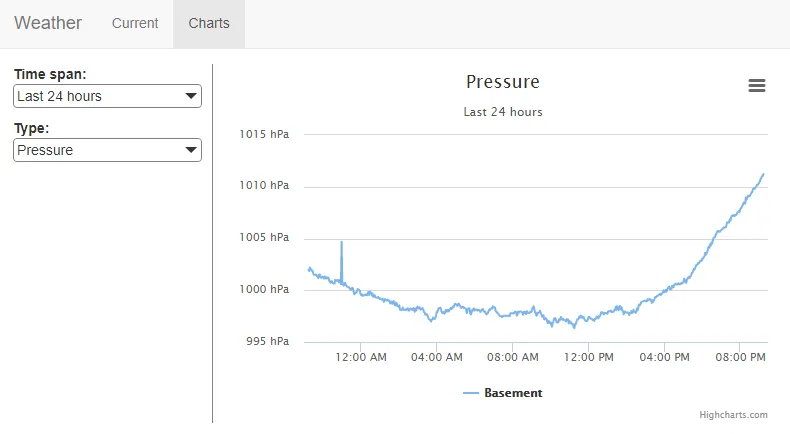 Weather Current Charts
Time span:
Last 24 hours
Type:
Pressure
Pressure
Last 24 hours
1015 hPa
1010 hPa
1005 hPa
1000 hPa
995 hPa
12:00 AM 04:00 AM 08:00 AM 12:00 PM 04:00 PM 08:00 PM
Basement
Highcharts.com